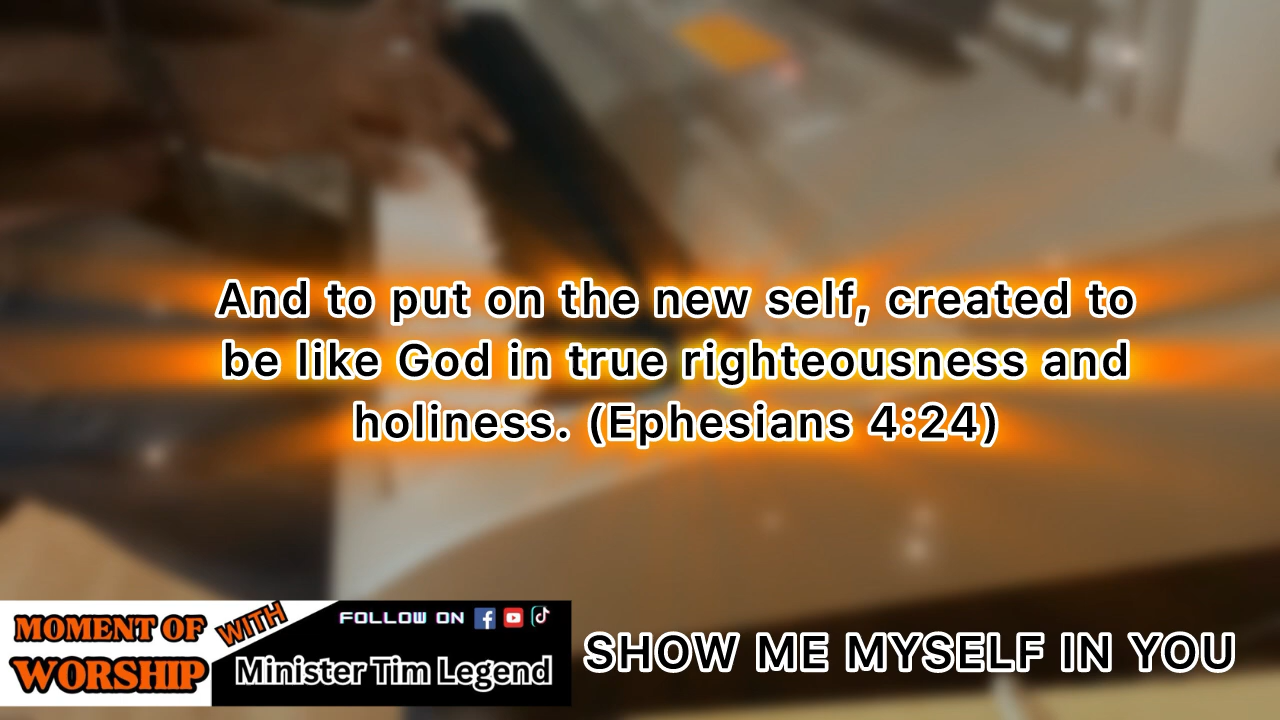 And to put on the new self, created to
be like God in true righteousness and
holiness. (Ephesians 4:24)
MOMENT OF
WORSHIP
WITH
FOLLOW ON
Minister Tim Legend
SHOW ME MYSELF IN YOU